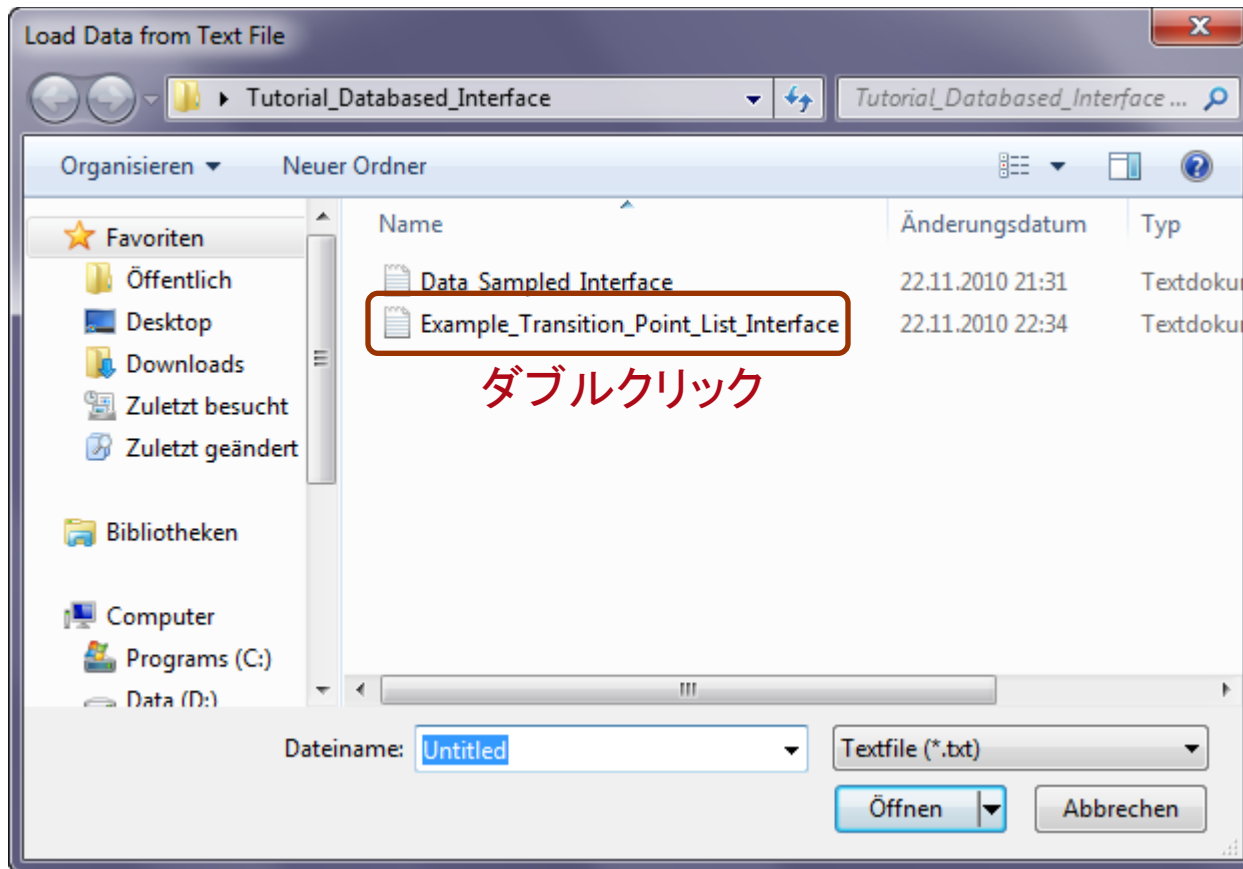 Load Data from Text File
Tutorial_Databased_Interface
Tutorial_Databased_Interface ...
Organisieren
Neuer Ordner
Favoriten
Öffentlich
Desktop
Downloads
Zuletzt besucht
Zuletzt geändert
Bibliotheken
Computer
Programs (C:)
Data (D:)
Name Änderungsdatum Typ
Data_Sampled_Interface 22.11.2010 21:31 Textdoku
Example_Transition_Point_List_Interface 22.11.2010 22:34 Textdoku
ダブルクリック
Dateiname: Untitled Textfile (*.txt)
Öffnen Abbrechen